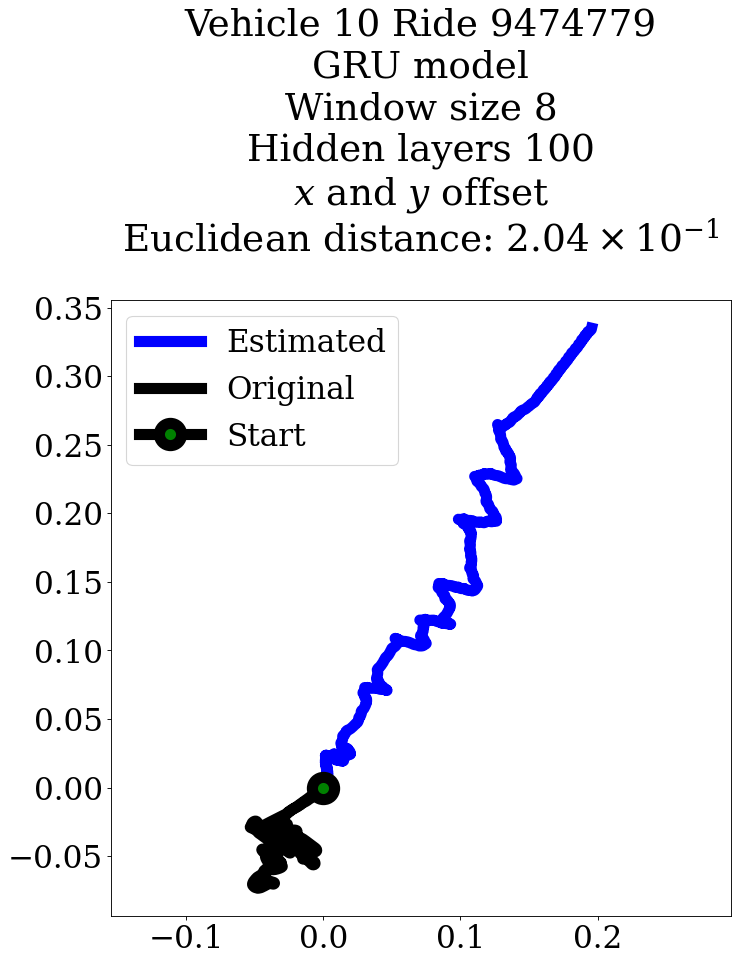 Vehicle 10 Ride 9474779
GRU model
Window size 8
Hidden layers 100
x and y offset
Euclidean distance: 2.04 × 10⁻¹
0.35
0.30
0.25
0.20
0.15
0.10
0.05
0.00
−0.05
Estimated
Original
Start
−0.1
0.0
0.1
0.2